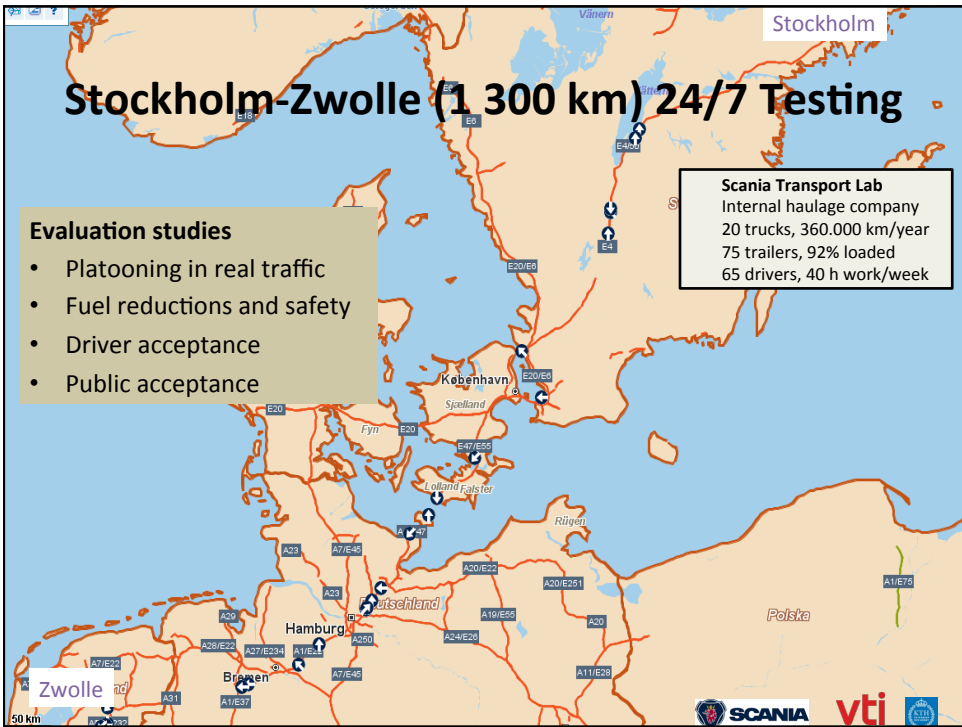 Stockholm
Vänern
Stockholm-Zwolle (1 300 km) 24/7 Testing
E18
E6
Scania Transport Lab
Internal haulage company
20 trucks, 360.000 km/year
75 trailers, 92% loaded
65 drivers, 40 h work/week
Evaluation studies
• Platooning in real traffic
• Fuel reductions and safety
• Driver acceptance
• Public acceptance
E4
E20/E6
København
E20/E6
Sjælland
E20
Fyn
E20
E47/E55
Lolland
Falster
Rügen
A23
A7/E45
A20/E22
A20/E251
A1/E75
A23
Deutschland
A19/E55
A20
Polska
A29
Hamburg
A250
A24/E26
A28/E22
A27/E234
A7/E22
Bremen
A7/E45
A11/E28
Zwolle
A31
A1/E37
50 km
SCANIA
vti
KTH